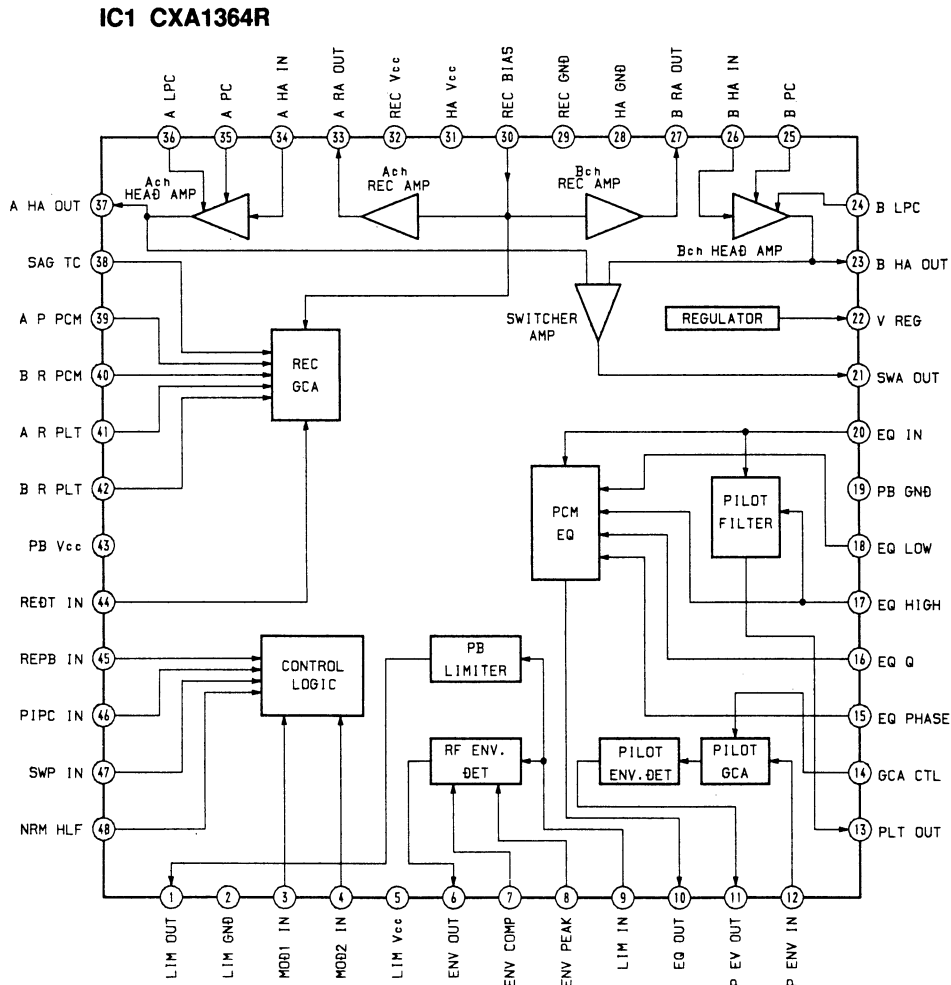 IC1 CXA1364R
A LPC
A PC
A HA IN
A RA OUT
REC Vcc
HA Vcc
REC BIAS
REC GND
HA GND
B RA OUT
B HA IN
B PC
36
35
34
33
32
31
30
29
28
27
26
25
Ach
HEAD AMP
Ach
REC AMP
Bch
REC AMP
Bch HEAD AMP
A HA OUT 37
SAG TC 38
A P PCM 39
B R PCM 40
A R PLT 41
B R PLT 42
PB Vcc 43
REDT IN 44
REPB IN 45
PIPC IN 46
SWP IN 47
NRM HLF 48
24 B LPC
23 B HA OUT
22 V REG
21 SWA OUT
20 EQ IN
19 PB GND
18 EQ LOW
17 EQ HIGH
16 EQ Q
15 EQ PHASE
14 GCA CTL
13 PLT OUT
SWITCHER
AMP
REGULATOR
REC
GCA
PCM
EQ
PILOT
FILTER
CONTROL
LOGIC
PB
LIMITER
RF ENV.
DET
PILOT
ENV.DET
PILOT
GCA
1
2
3
4
5
6
7
8
9
10
11
12
LIM OUT
LIM GND
MOD1 IN
MOD2 IN
LIM Vcc
ENV OUT
ENV COMP
ENV PEAK
LIM IN
EQ OUT
P EV OUT
P ENV IN